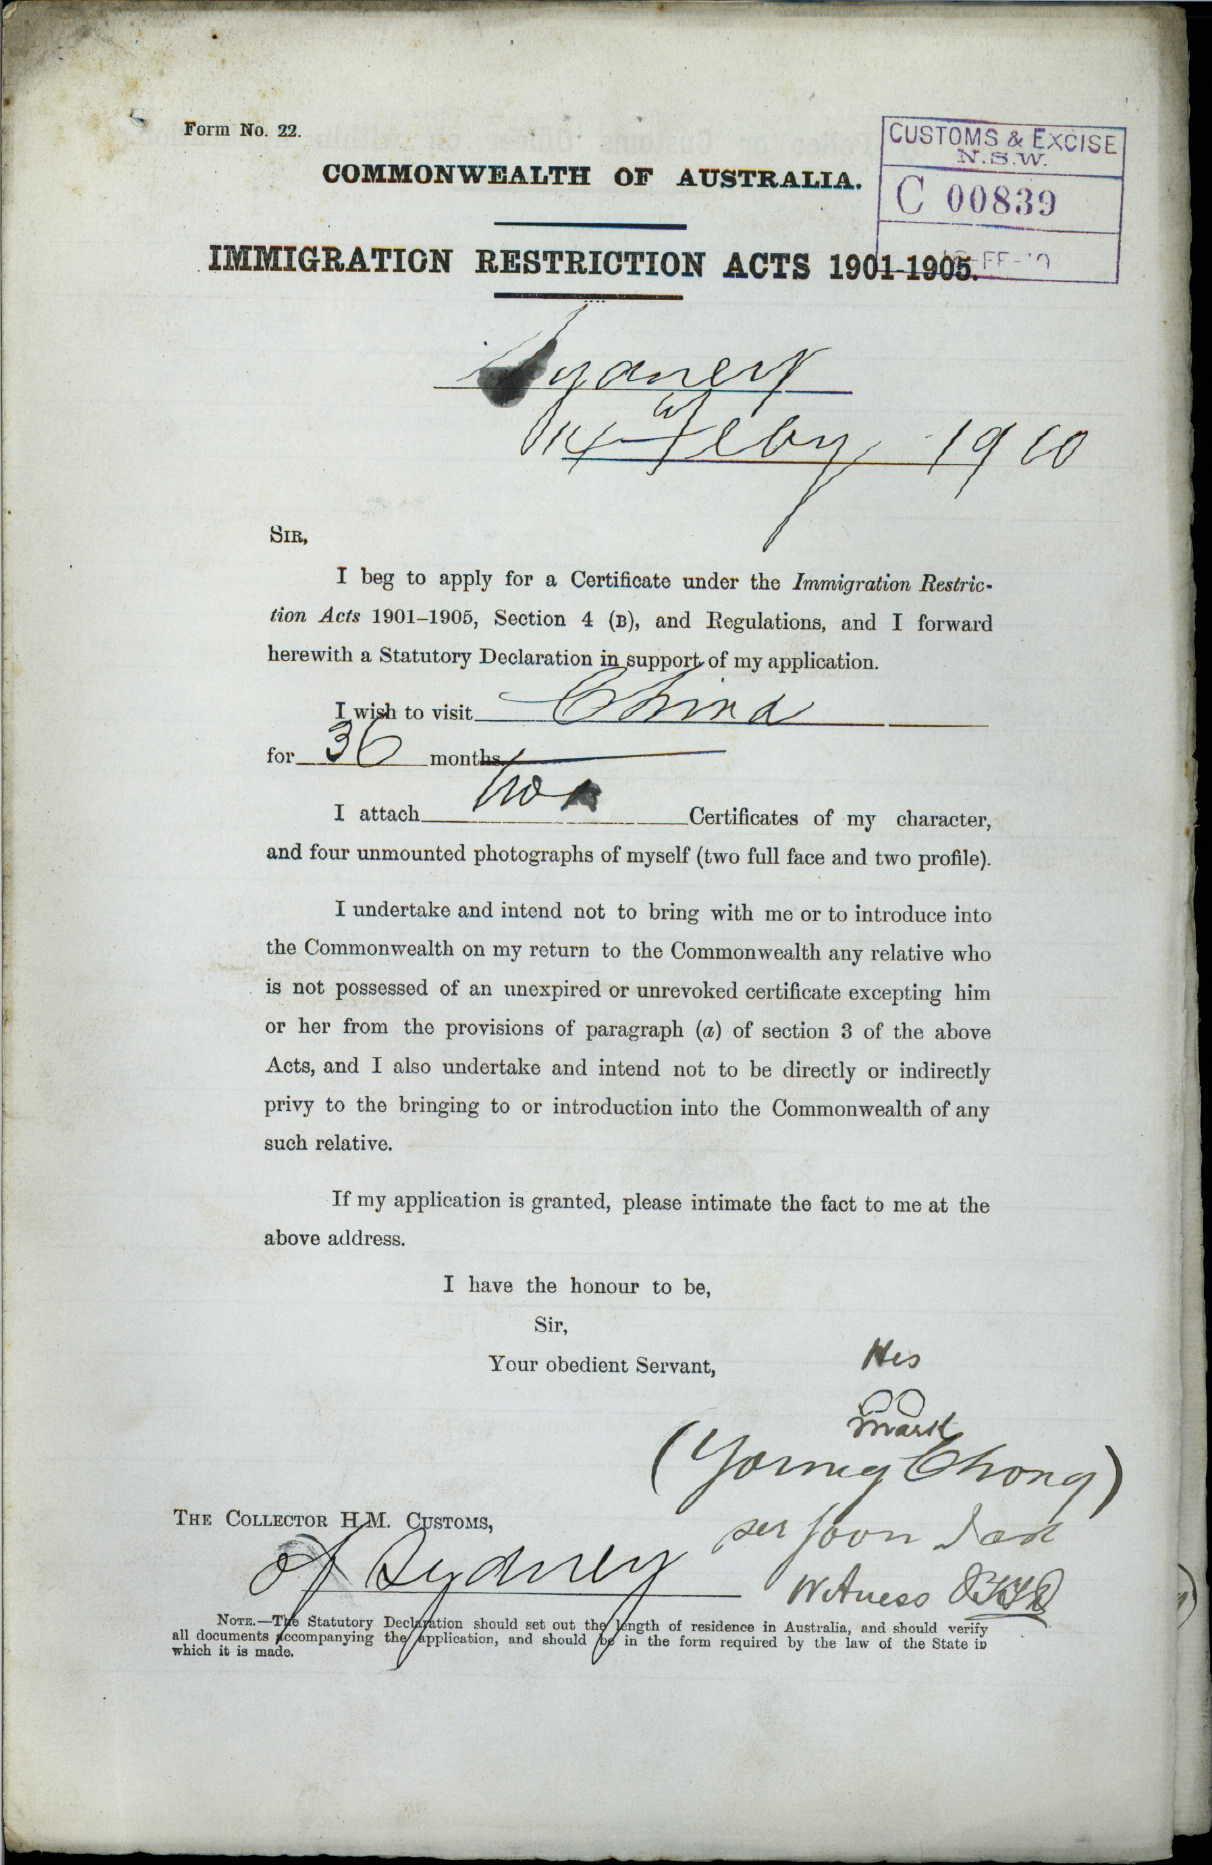 Form No. 22.
CUSTOMS & EXCISE
N.S.W.
C 00839
COMMONWEALTH OF AUSTRALIA.
IMMIGRATION RESTRICTION ACTS 1901-1905.
Sydney
14 Feby 1910
SIR,
I beg to apply for a Certificate under the Immigration Restric-
tion Acts 1901-1905, Section 4 (B), and Regulations, and I forward
herewith a Statutory Declaration in support of my application.
I wish to visit China
for 36 months
I attach two Certificates of my character,
and four unmounted photographs of myself (two full face and two profile).
I undertake and intend not to bring with me or to introduce into
the Commonwealth on my return to the Commonwealth any relative who
is not possessed of an unexpired or unrevoked certificate excepting him
or her from the provisions of paragraph (a) of section 3 of the above
Acts, and I also undertake and intend not to be directly or indirectly
privy to the bringing to or introduction into the Commonwealth of any
such relative.
If my application is granted, please intimate the fact to me at the
above address.
I have the honour to be,
Sir,
Your obedient Servant,
His
mark
(Young Chong)
THE COLLECTOR H.M. CUSTOMS,
of Sydney
Witness
NOTE.—The Statutory Declaration should set out the length of residence in Australia, and should verify
all documents accompanying the application, and should be in the form required by the law of the State in
which it is made.